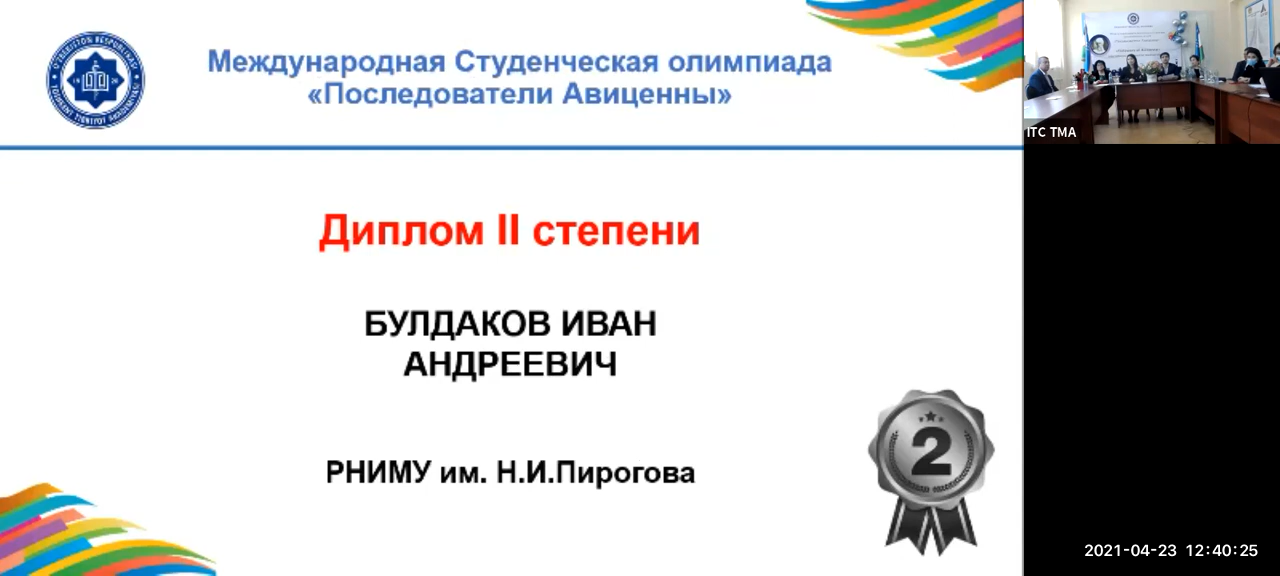 Международная Студенческая олимпиада
«Последователи Авиценны»
Диплом II степени
БУЛДАКОВ ИВАН
АНДРЕЕВИЧ
РНИМУ им. Н.И.Пирогова
2
ITC TMA
2021-04-23 12:40:25